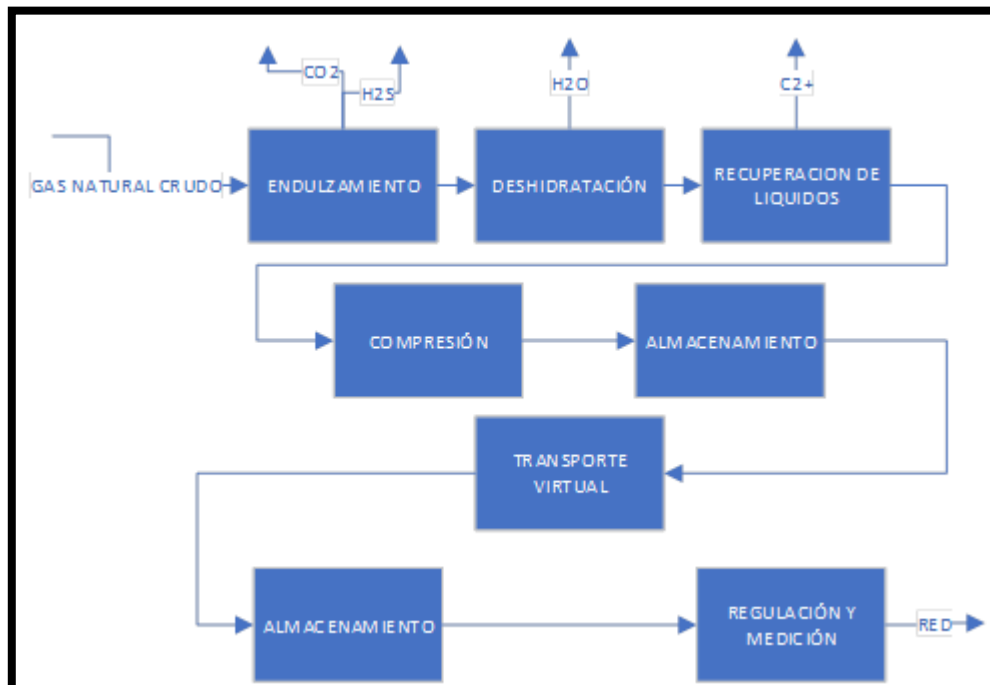 CO2
H2S
H2O
C2+
GAS NATURAL CRUDO
ENDULZAMIENTO
DESHIDRATACIÓN
RECUPERACION DE
LIQUIDOS
COMPRESIÓN
ALMACENAMIENTO
TRANSPORTE
VIRTUAL
ALMACENAMIENTO
REGULACIÓN Y
MEDICIÓN
RED